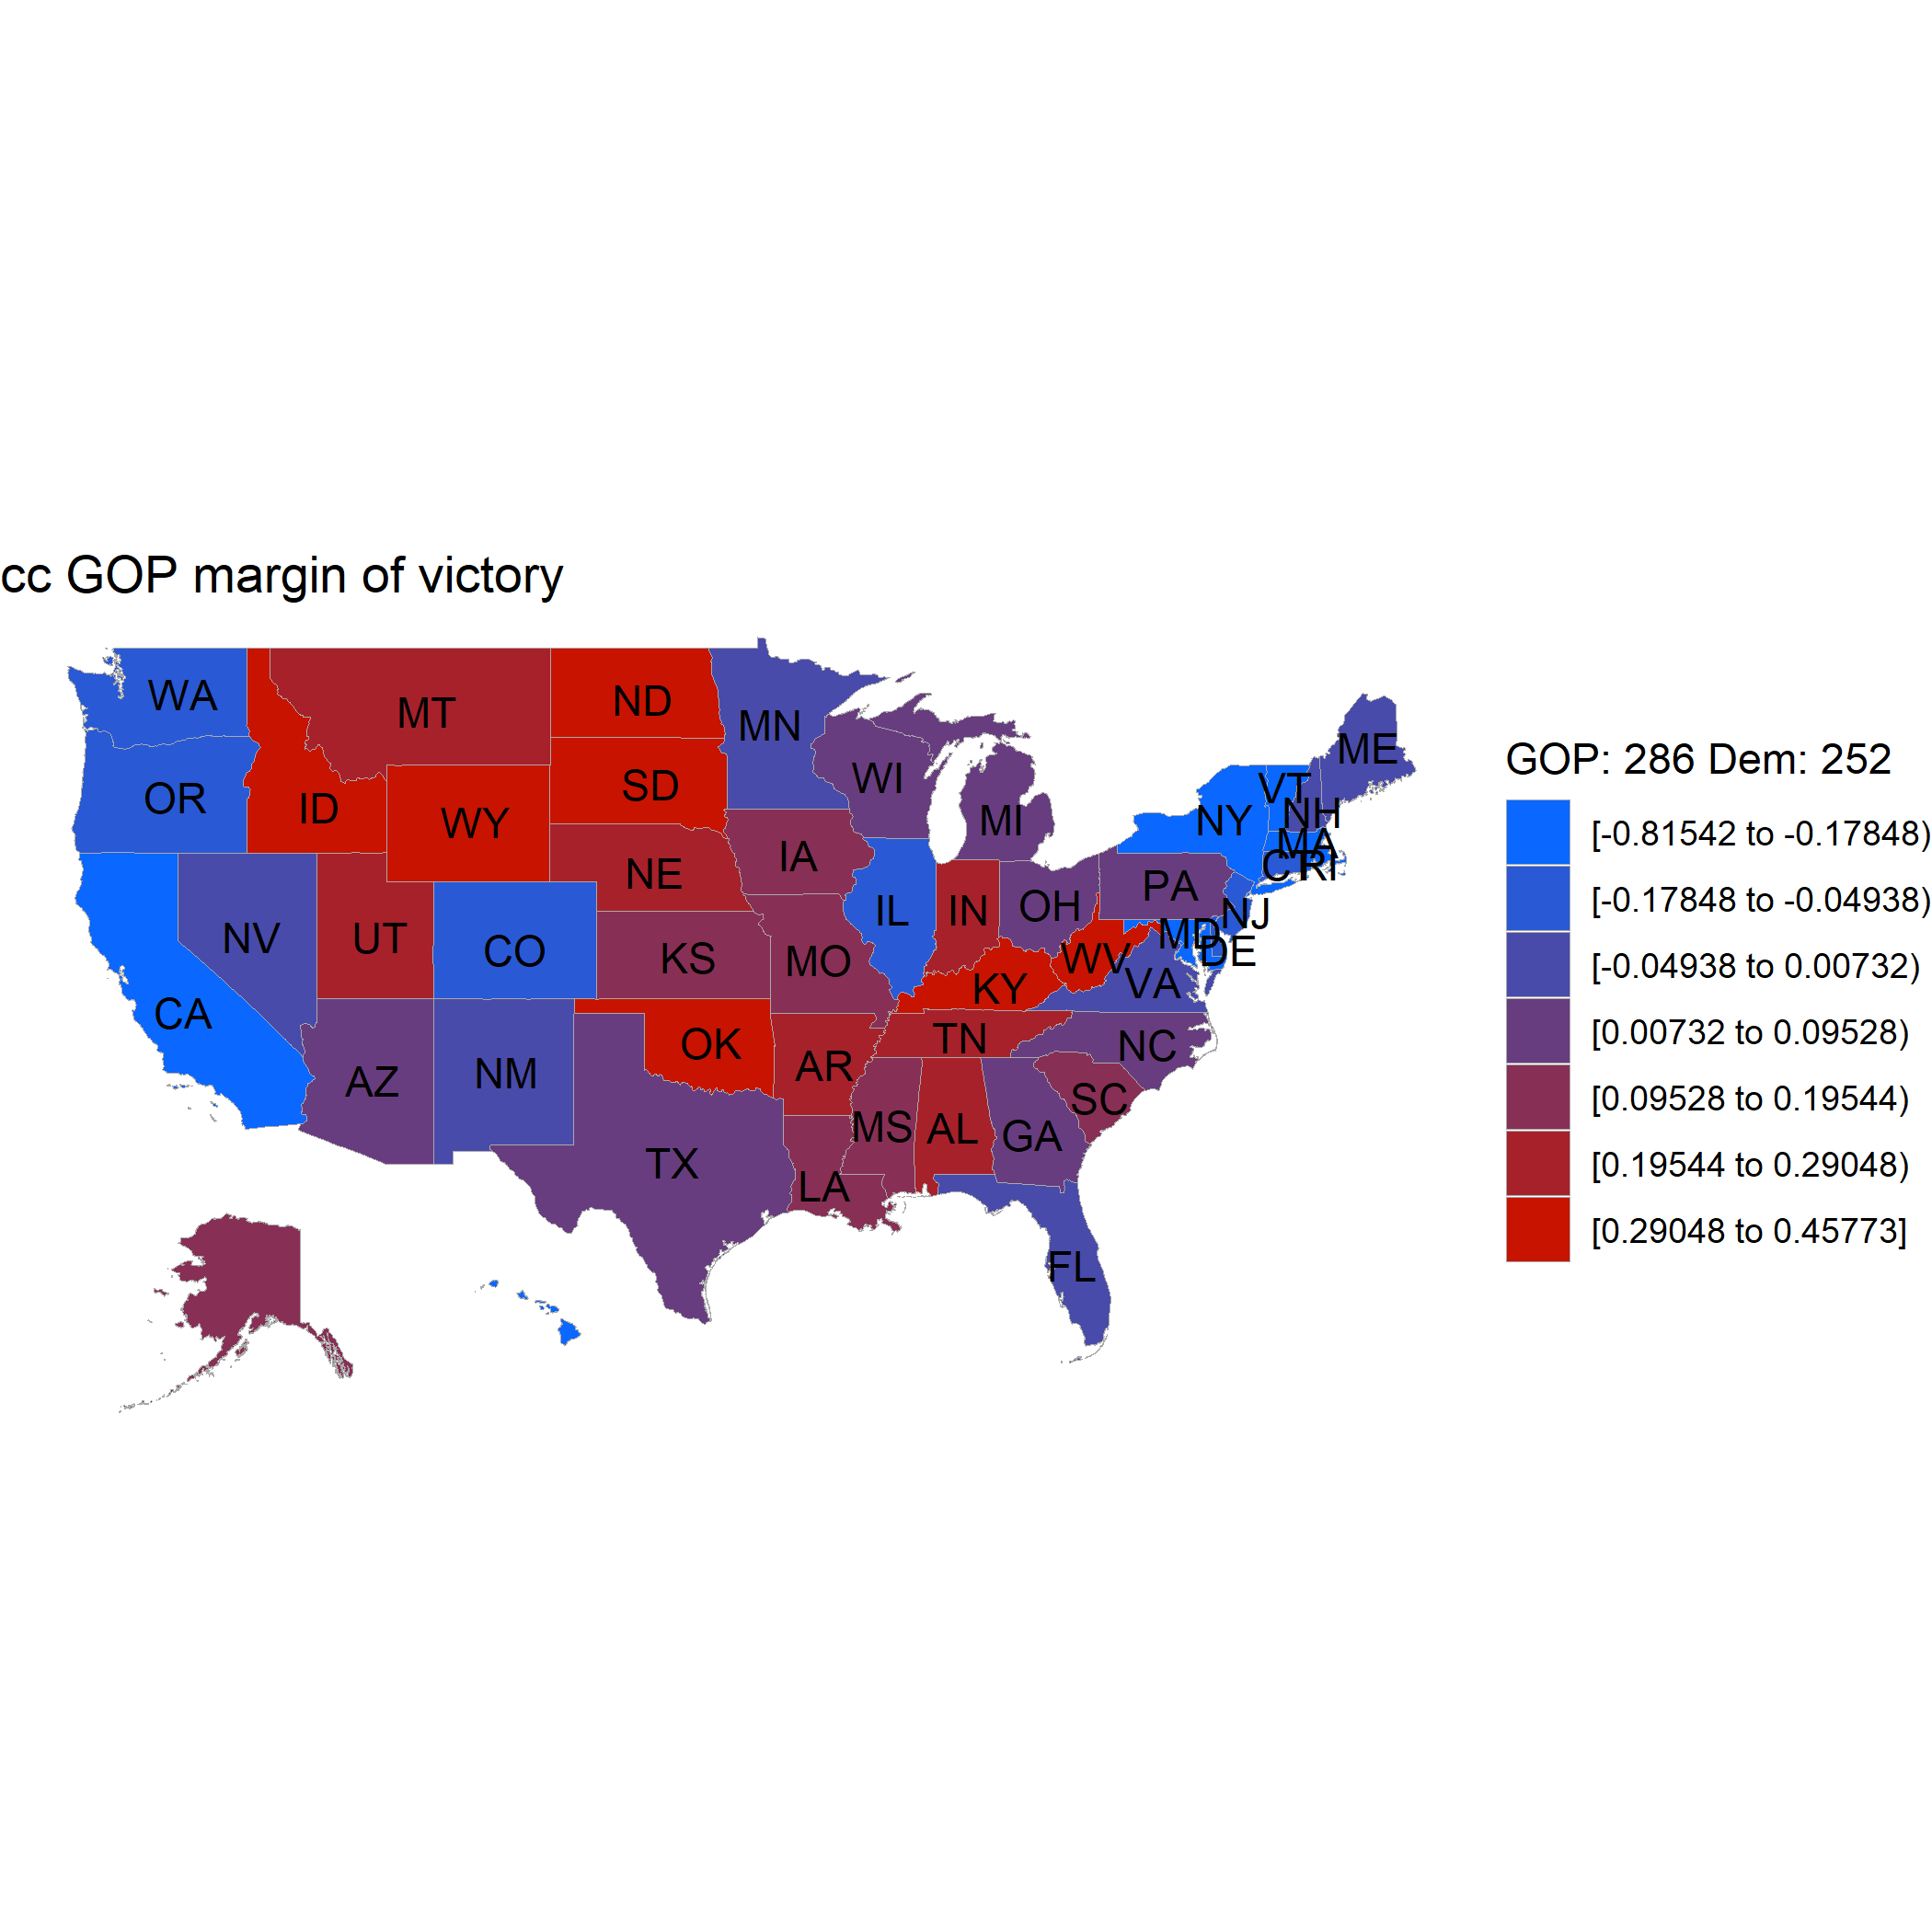 cc GOP margin of victory
WA
MT
ND
MN
ME
OR
ID
WY
SD
WI
MI
NY
VT
NH
MA
CT
RI
NE
IA
IL
IN
OH
PA
NJ
MD
DE
NV
UT
CO
KS
MO
KY
WV
VA
CA
AZ
NM
OK
AR
TN
NC
SC
TX
LA
MS
AL
GA
FL
GOP: 286 Dem: 252
[-0.81542 to -0.17848)
[-0.17848 to -0.04938)
[-0.04938 to 0.00732)
[0.00732 to 0.09528)
[0.09528 to 0.19544)
[0.19544 to 0.29048)
[0.29048 to 0.45773]